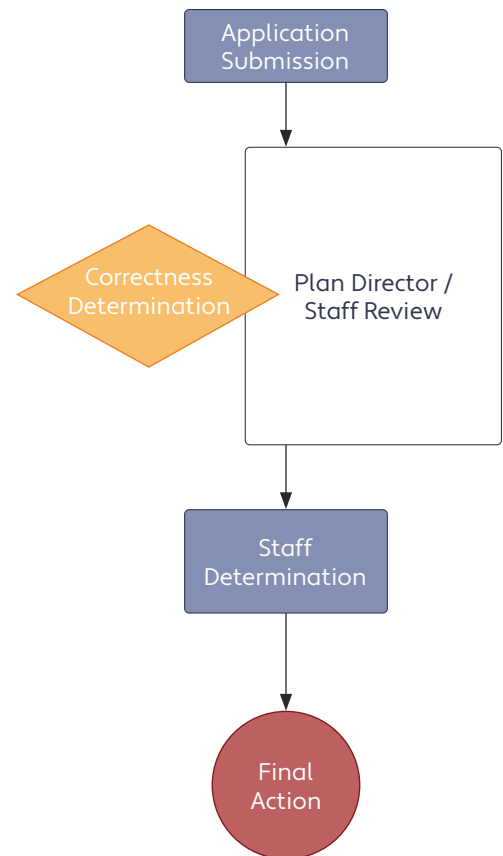 Application
Submission
Correctness
Determination
Plan Director /
Staff Review
Staff
Determination
Final
Action